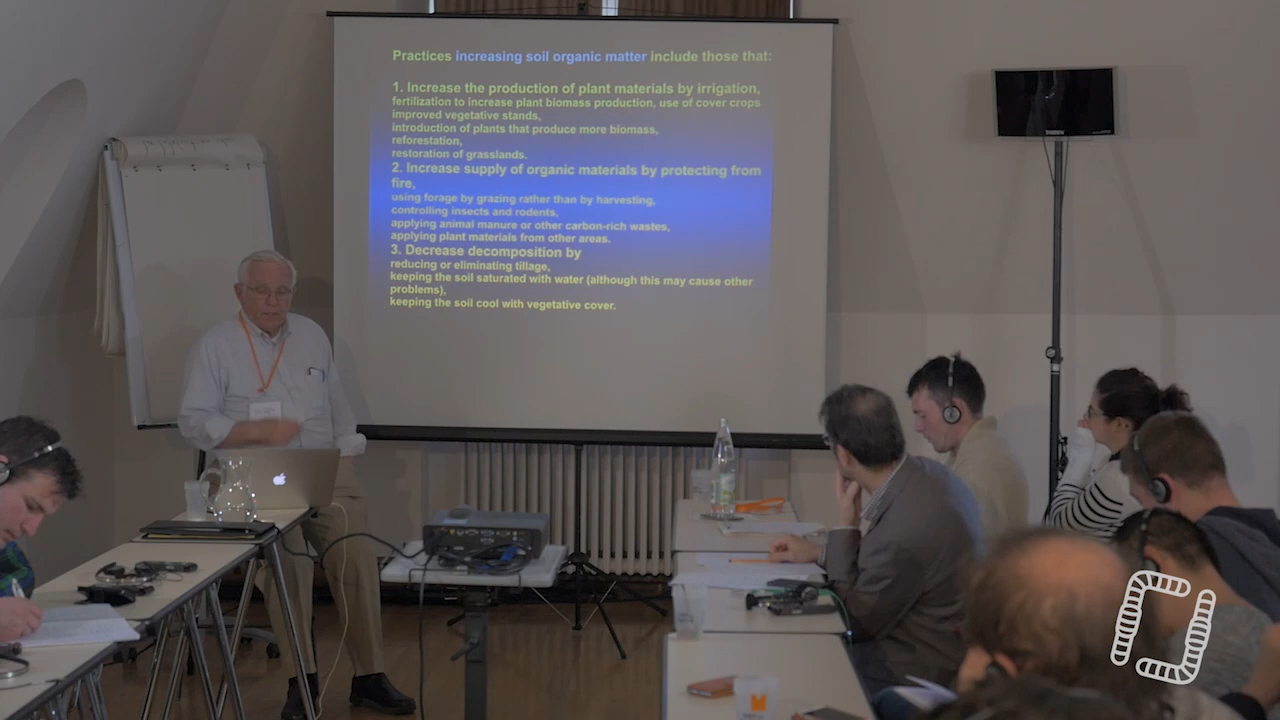 Practices increasing soil organic matter include those that:
1. Increase the production of plant materials by irrigation,
fertilization to increase plant biomass production, use of cover crops
improved vegetative stands,
introduction of plants that produce more biomass,
reforestation,
restoration of grasslands.
2. Increase supply of organic materials by protecting from
fire,
using forage by grazing rather than by harvesting,
controlling insects and rodents,
applying animal manure or other carbon-rich wastes,
applying plant materials from other areas.
3. Decrease decomposition by
reducing or eliminating tillage,
keeping the soil saturated with water (although this may cause other
problems),
keeping the soil cool with vegetative cover.